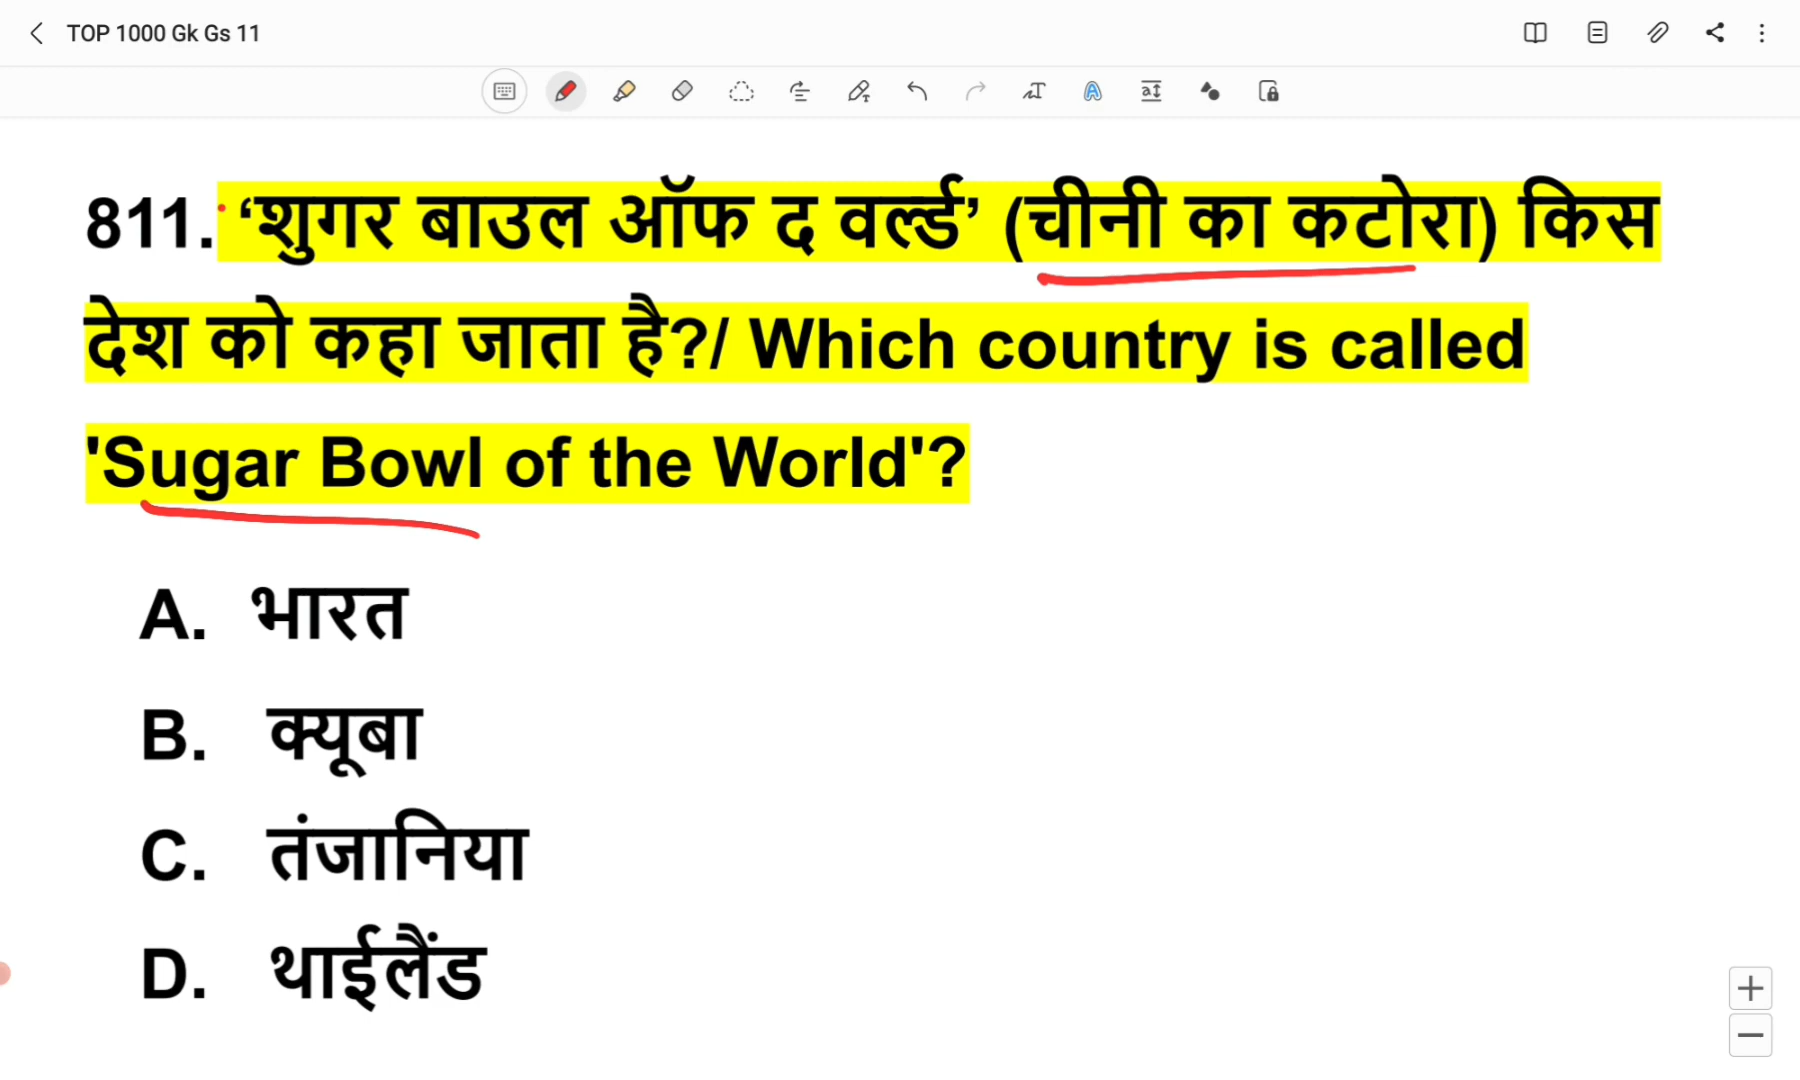 TOP 1000 Gk Gs 11
811. ‘शुगर बाउल ऑफ द वर्ल्ड’ (चीनी का कटोरा) किस
देश को कहा जाता है?/ Which country is called
'Sugar Bowl of the World'?
A. भारत
B. क्यूबा
C. तंजानिया
D. थाईलैंड